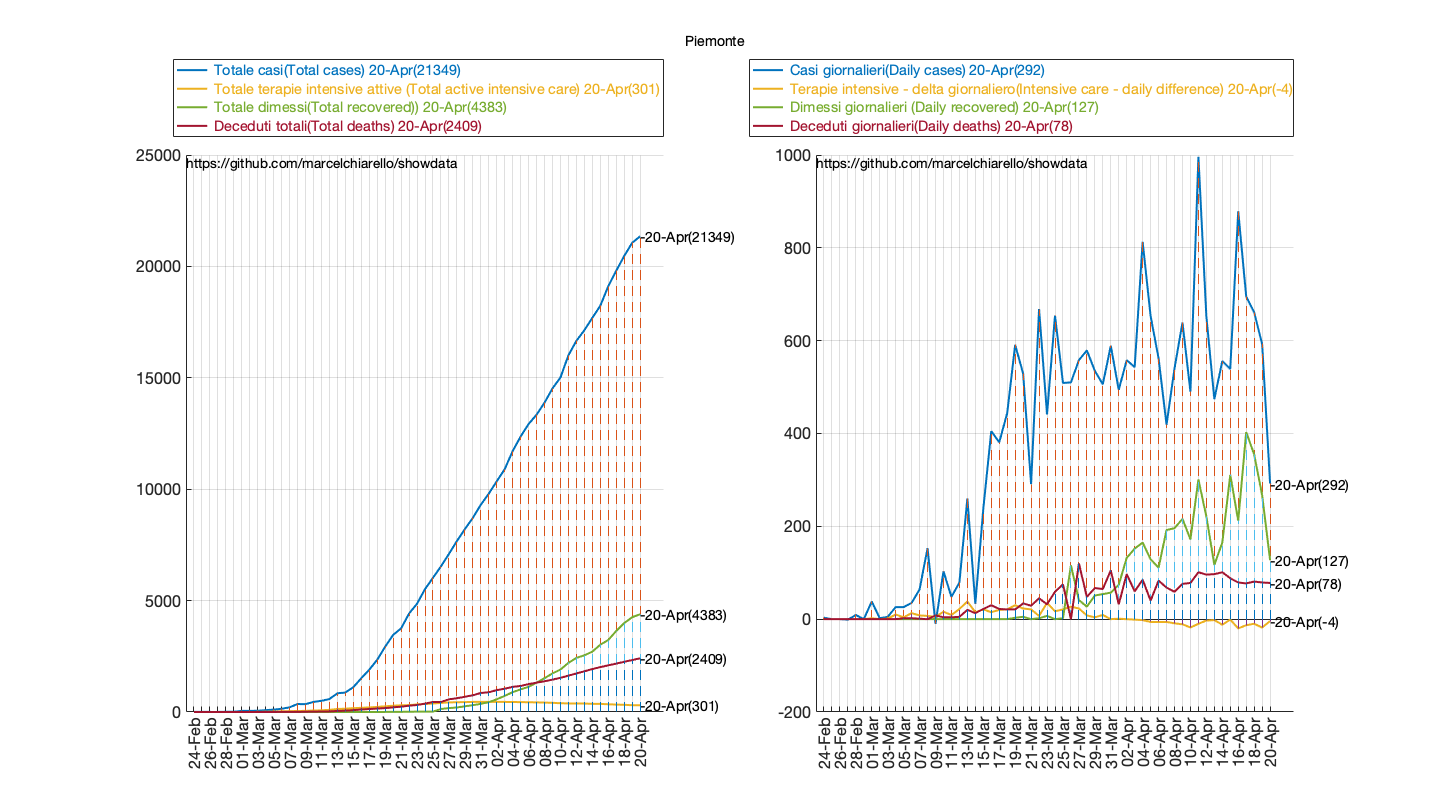 Piemonte
Totale casi(Total cases) 20-Apr(21349)
Totale terapie intensive attive (Total active intensive care) 20-Apr(301)
Totale dimessi(Total recovered)) 20-Apr(4383)
Deceduti totali(Total deaths) 20-Apr(2409)
https://github.com/marcelchiarello/showdata
25000
20000
15000
10000
5000
0
20-Apr(21349)
20-Apr(4383)
20-Apr(2409)
20-Apr(301)
24-Feb
26-Feb
28-Feb
01-Mar
03-Mar
05-Mar
07-Mar
09-Mar
11-Mar
13-Mar
15-Mar
17-Mar
19-Mar
21-Mar
23-Mar
25-Mar
27-Mar
29-Mar
31-Mar
02-Apr
04-Apr
06-Apr
08-Apr
10-Apr
12-Apr
14-Apr
16-Apr
18-Apr
20-Apr
Casi giornalieri(Daily cases) 20-Apr(292)
Terapie intensive - delta giornaliero(Intensive care - daily difference) 20-Apr(-4)
Dimessi giornalieri (Daily recovered) 20-Apr(127)
Deceduti giornalieri(Daily deaths) 20-Apr(78)
https://github.com/marcelchiarello/showdata
1000
800
600
400
200
0
-200
20-Apr(292)
20-Apr(127)
20-Apr(78)
20-Apr(-4)
24-Feb
26-Feb
28-Feb
01-Mar
03-Mar
05-Mar
07-Mar
09-Mar
11-Mar
13-Mar
15-Mar
17-Mar
19-Mar
21-Mar
23-Mar
25-Mar
27-Mar
29-Mar
31-Mar
02-Apr
04-Apr
06-Apr
08-Apr
10-Apr
12-Apr
14-Apr
16-Apr
18-Apr
20-Apr